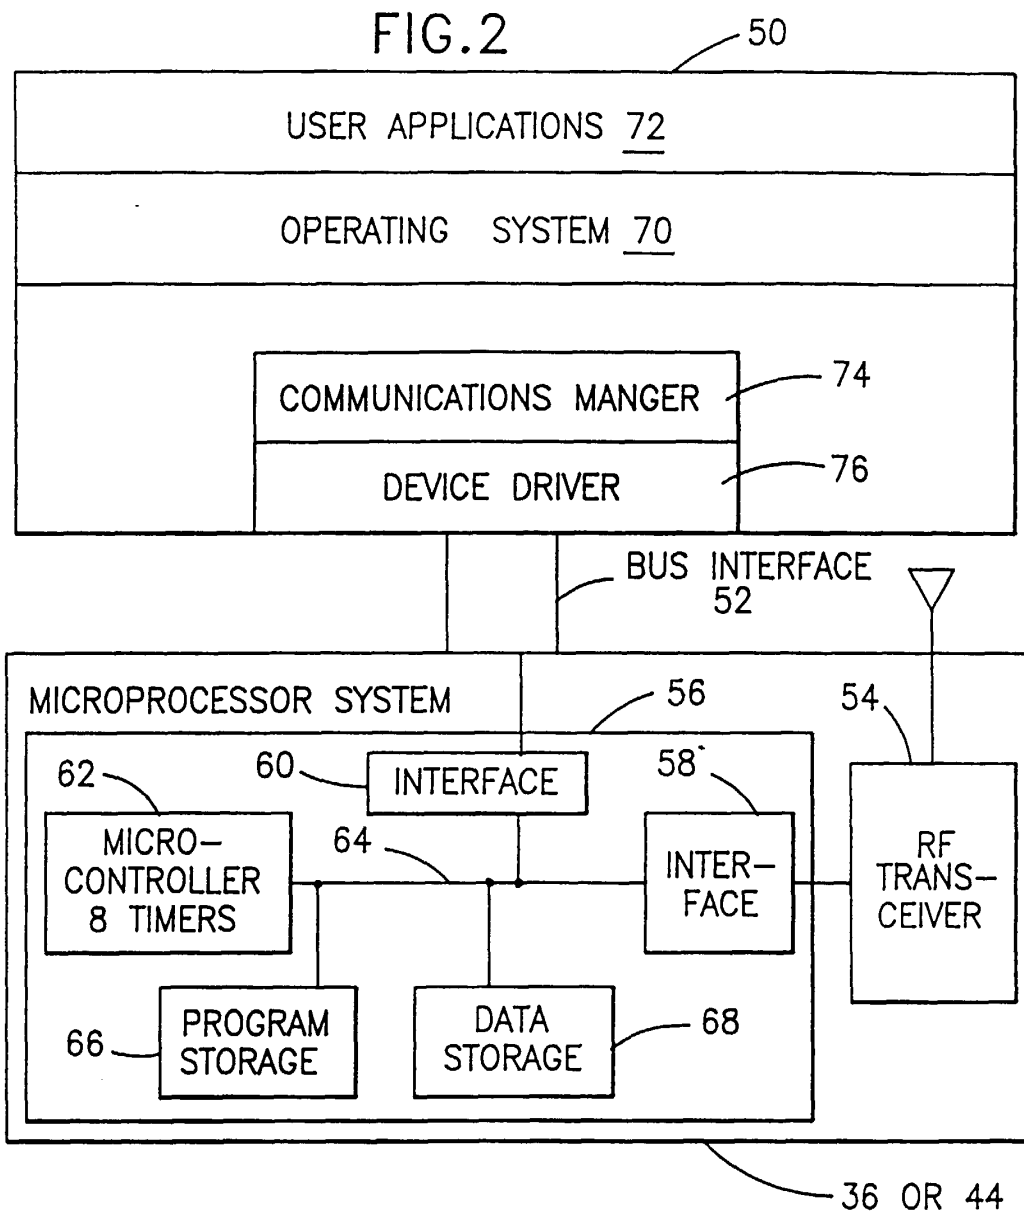 FIG.2
50
USER APPLICATIONS 72
OPERATING SYSTEM 70
COMMUNICATIONS MANGER
74
DEVICE DRIVER
76
BUS INTERFACE
52
MICROPROCESSOR SYSTEM
56
54
62
60
INTERFACE
58
MICRO-
CONTROLLER
8 TIMERS
64
INTER-
FACE
RF
TRANS-
CEIVER
66
PROGRAM
STORAGE
DATA
STORAGE
68
36 OR 44